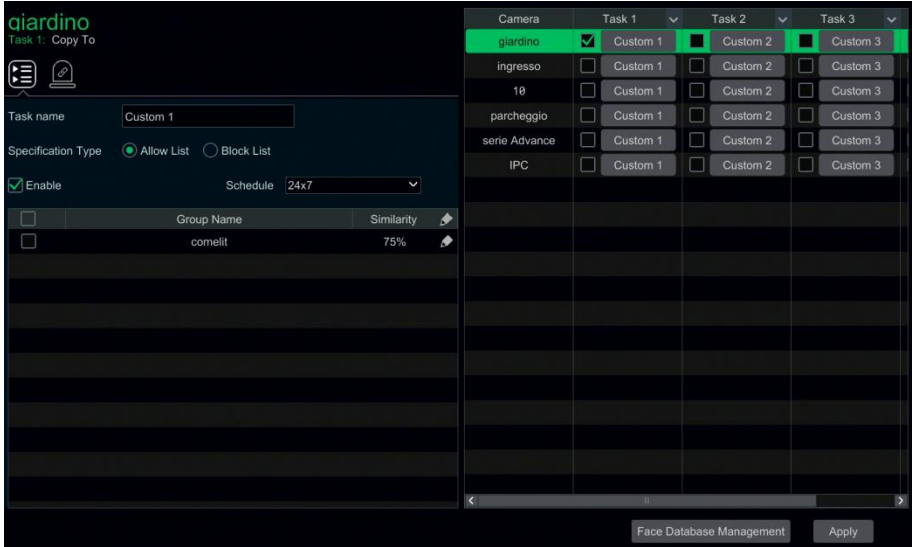 giardino
Task 1: Copy To
Task name Custom 1
Specification Type Allow List Block List
Enable Schedule 24x7
Group Name Similarity
comelit 75%
Camera Task 1 Task 2 Task 3
giardino Custom 1 Custom 2 Custom 3
ingresso Custom 1 Custom 2 Custom 3
10 Custom 1 Custom 2 Custom 3
parcheggio Custom 1 Custom 2 Custom 3
serie Advance Custom 1 Custom 2 Custom 3
IPC Custom 1 Custom 2 Custom 3
Face Database Management Apply